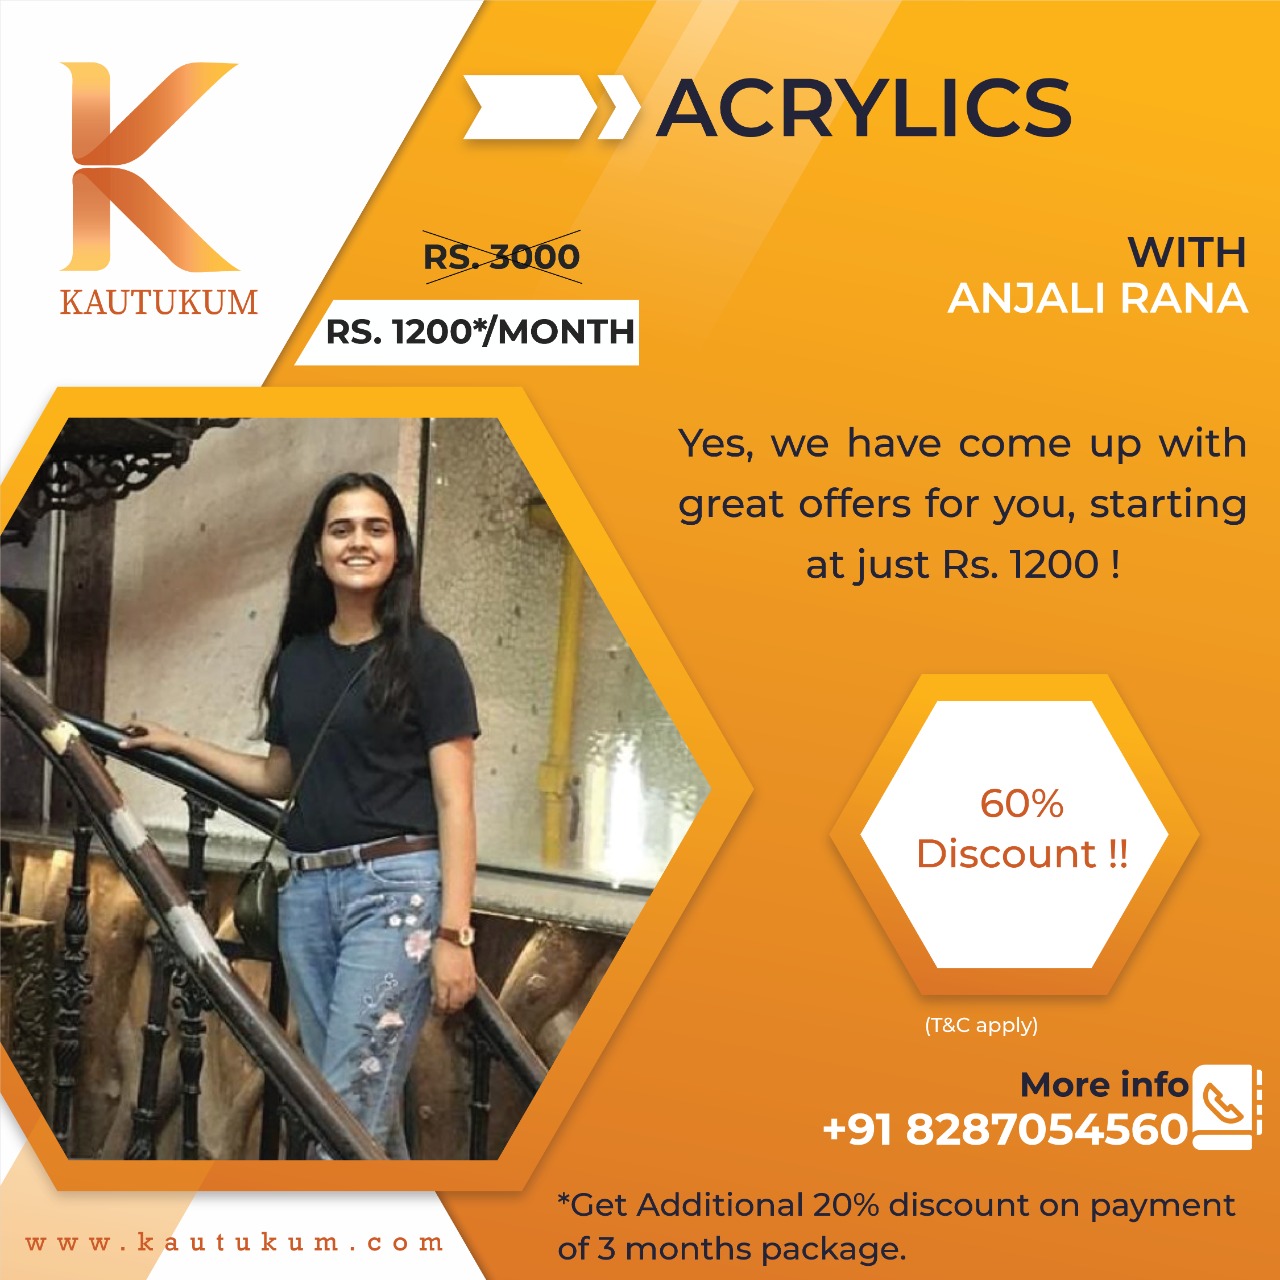 KAUTUKUM
ACRYLICS
RS. 3000
RS. 1200*/MONTH
WITH
ANJALI RANA
Yes, we have come up with
great offers for you, starting
at just Rs. 1200 !
60%
Discount !!
(T&C apply)
More info
+91 8287054560
*Get Additional 20% discount on payment
of 3 months package.
www.kautukum.com